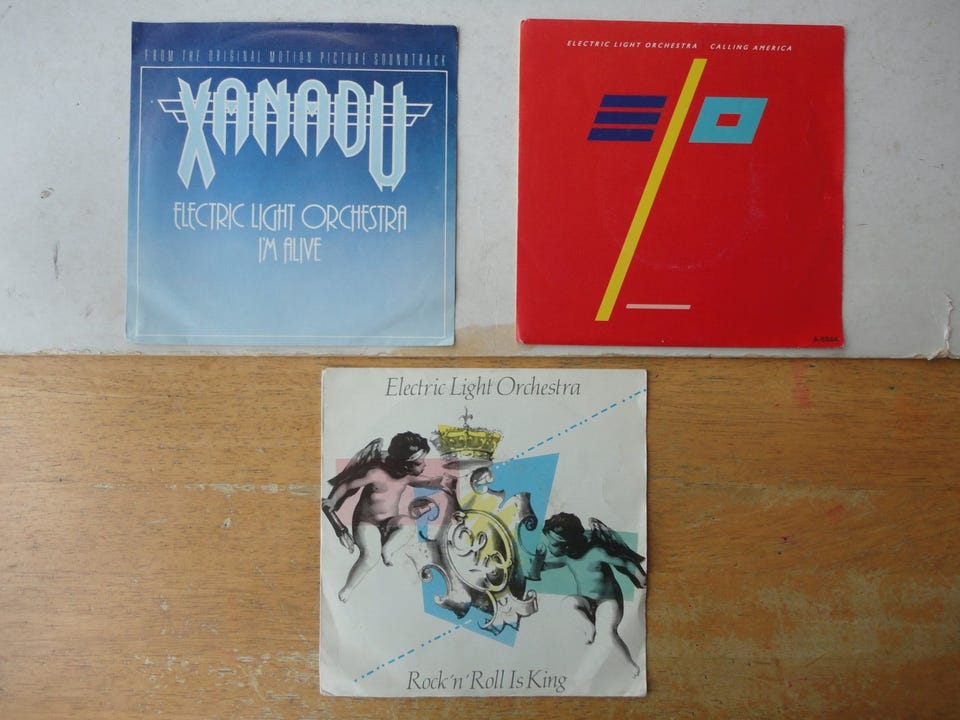 FROM THE ORIGINAL MOTION PICTURE SOUNDTRACK
XANADU
ELECTRIC LIGHT ORCHESTRA
I'M ALIVE
ELECTRIC LIGHT ORCHESTRA CALLING AMERICA
ELO
Electric Light Orchestra
Rock 'n' Roll Is King